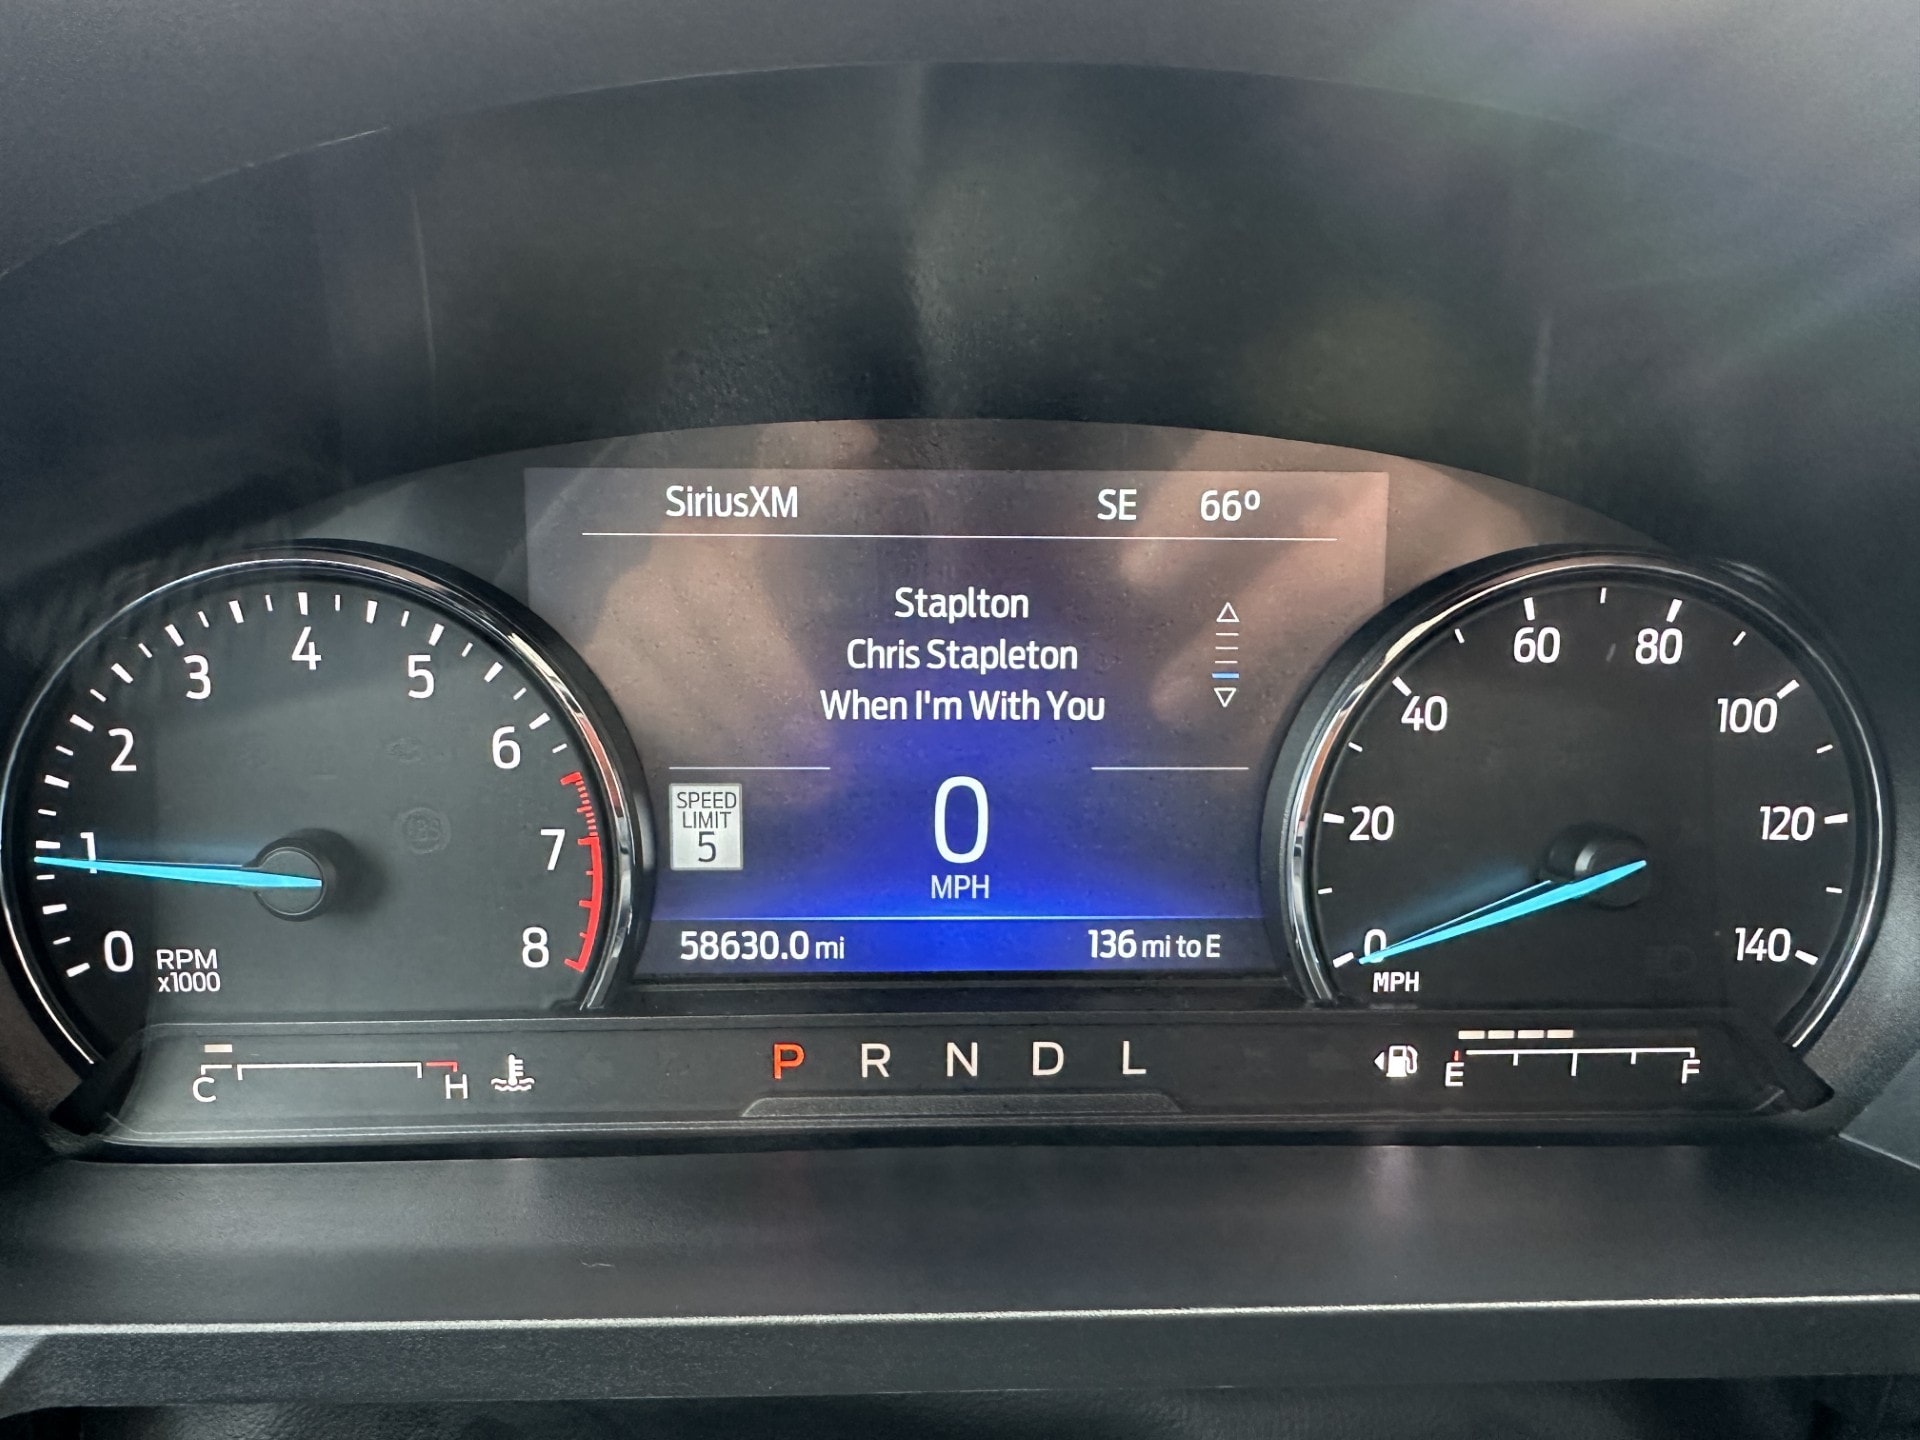 SiriusXM SE 66º
Staplton
Chris Stapleton
When I'm With You
SPEED
LIMIT
5
0
MPH
58630.0 mi 136 mi to E
0 1 2 3 4 5 6 7 8
RPM
x1000
0 20 40 60 80 100 120 140
MPH
C H
P R N D L
E F